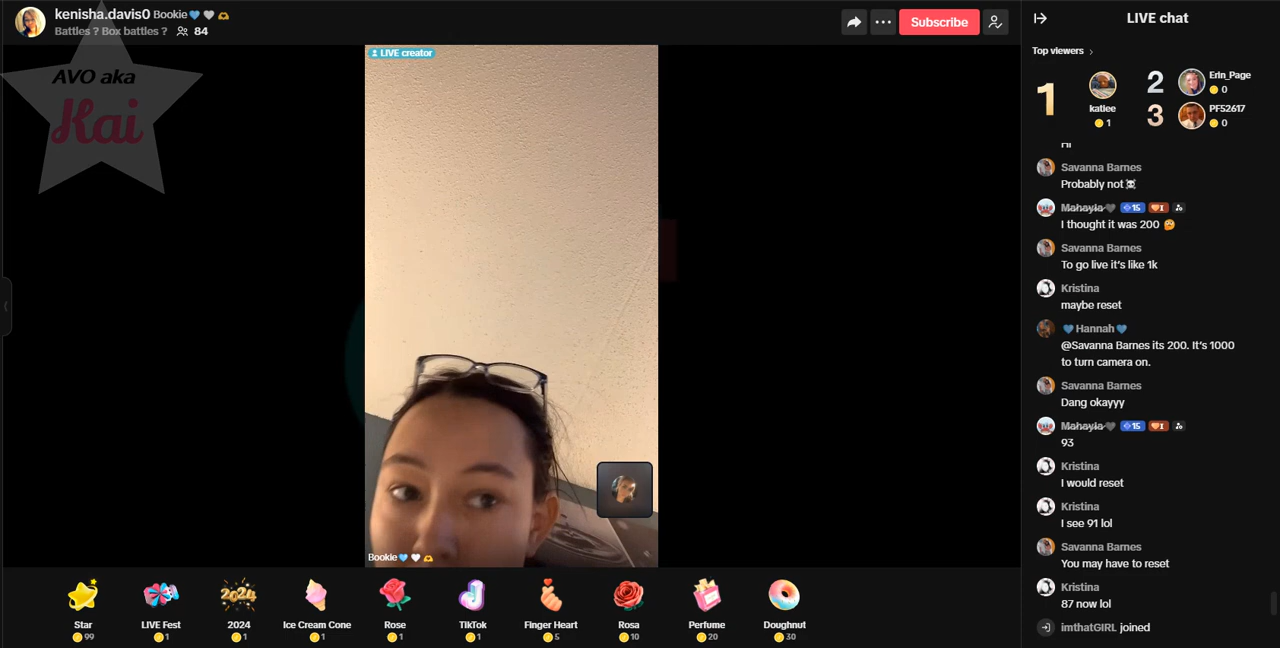 kenisha.davis0 Bookie💙🤍🫶
Battles ? Box battles ? 84
Subscribe
AVO aka
Kai
LIVE creator
Bookie💙🤍🫶
Star
99
LIVE Fest
1
2024
2024
1
Ice Cream Cone
1
Rose
1
TikTok
1
Finger Heart
5
Rosa
10
Perfume
20
Doughnut
30
LIVE chat
Top viewers
1
katlee
1
2
Erin_Page
0
3
PF52617
0
Hi
Savanna Barnes
Probably not☠️
Mahayla🖤 15 I
I thought it was 200 🤔
Savanna Barnes
To go live it's like 1k
Kristina
maybe reset
💙Hannah💙
@Savanna Barnes its 200. It's 1000
to turn camera on.
Savanna Barnes
Dang okayyy
Mahayla🖤 15 I
93
Kristina
I would reset
Kristina
I see 91 lol
Savanna Barnes
You may have to reset
Kristina
87 now lol
imthatGIRL joined